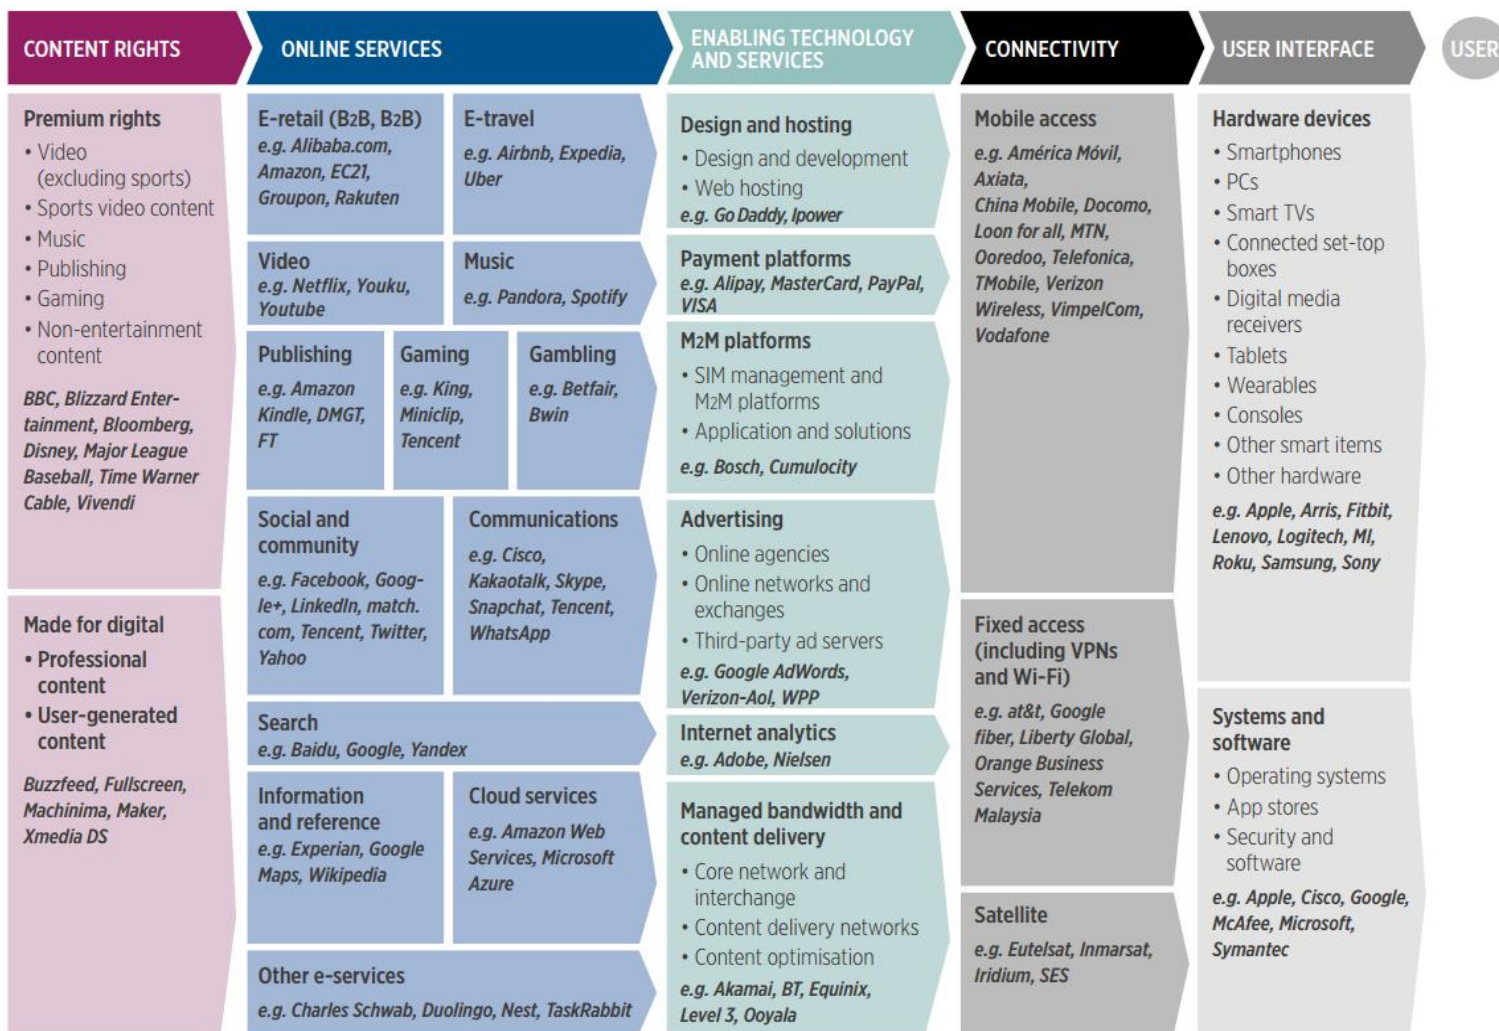 CONTENT RIGHTS
ONLINE SERVICES
ENABLING TECHNOLOGY
AND SERVICES
CONNECTIVITY
USER INTERFACE
USER
Premium rights
• Video
(excluding sports)
• Sports video content
• Music
• Publishing
• Gaming
• Non-entertainment
content
BBC, Blizzard Enter-
tainment, Bloomberg,
Disney, Major League
Baseball, Time Warner
Cable, Vivendi
Made for digital
• Professional
content
• User-generated
content
Buzzfeed, Fullscreen,
Machinima, Maker,
Xmedia DS
E-retail (B2B, B2B)
e.g. Alibaba.com,
Amazon, EC21,
Groupon, Rakuten
E-travel
e.g. Airbnb, Expedia,
Uber
Video
e.g. Netflix, Youku,
Youtube
Music
e.g. Pandora, Spotify
Publishing
e.g. Amazon
Kindle, DMGT,
FT
Gaming
e.g. King,
Miniclip,
Tencent
Gambling
e.g. Betfair,
Bwin
Social and
community
e.g. Facebook, Goog-
le+, LinkedIn, match.
com, Tencent, Twitter,
Yahoo
Communications
e.g. Cisco,
Kakaotalk, Skype,
Snapchat, Tencent,
WhatsApp
Search
e.g. Baidu, Google, Yandex
Information
and reference
e.g. Experian, Google
Maps, Wikipedia
Cloud services
e.g. Amazon Web
Services, Microsoft
Azure
Other e-services
e.g. Charles Schwab, Duolingo, Nest, TaskRabbit
Design and hosting
• Design and development
• Web hosting
e.g. Go Daddy, Ipower
Payment platforms
e.g. Alipay, MasterCard, PayPal,
VISA
M2M platforms
• SIM management and
M2M platforms
• Application and solutions
e.g. Bosch, Cumulocity
Advertising
• Online agencies
• Online networks and
exchanges
• Third-party ad servers
e.g. Google AdWords,
Verizon-Aol, WPP
Internet analytics
e.g. Adobe, Nielsen
Managed bandwidth and
content delivery
• Core network and
interchange
• Content delivery networks
• Content optimisation
e.g. Akamai, BT, Equinix,
Level 3, Ooyala
Mobile access
e.g. América Móvil,
Axiata,
China Mobile, Docomo,
Loon for all, MTN,
Ooredoo, Telefonica,
TMobile, Verizon
Wireless, VimpelCom,
Vodafone
Fixed access
(including VPNs
and Wi-Fi)
e.g. at&t, Google
fiber, Liberty Global,
Orange Business
Services, Telekom
Malaysia
Satellite
e.g. Eutelsat, Inmarsat,
Iridium, SES
Hardware devices
• Smartphones
• PCs
• Smart TVs
• Connected set-top
boxes
• Digital media
receivers
• Tablets
• Wearables
• Consoles
• Other smart items
• Other hardware
e.g. Apple, Arris, Fitbit,
Lenovo, Logitech, MI,
Roku, Samsung, Sony
Systems and
software
• Operating systems
• App stores
• Security and
software
e.g. Apple, Cisco, Google,
McAfee, Microsoft,
Symantec